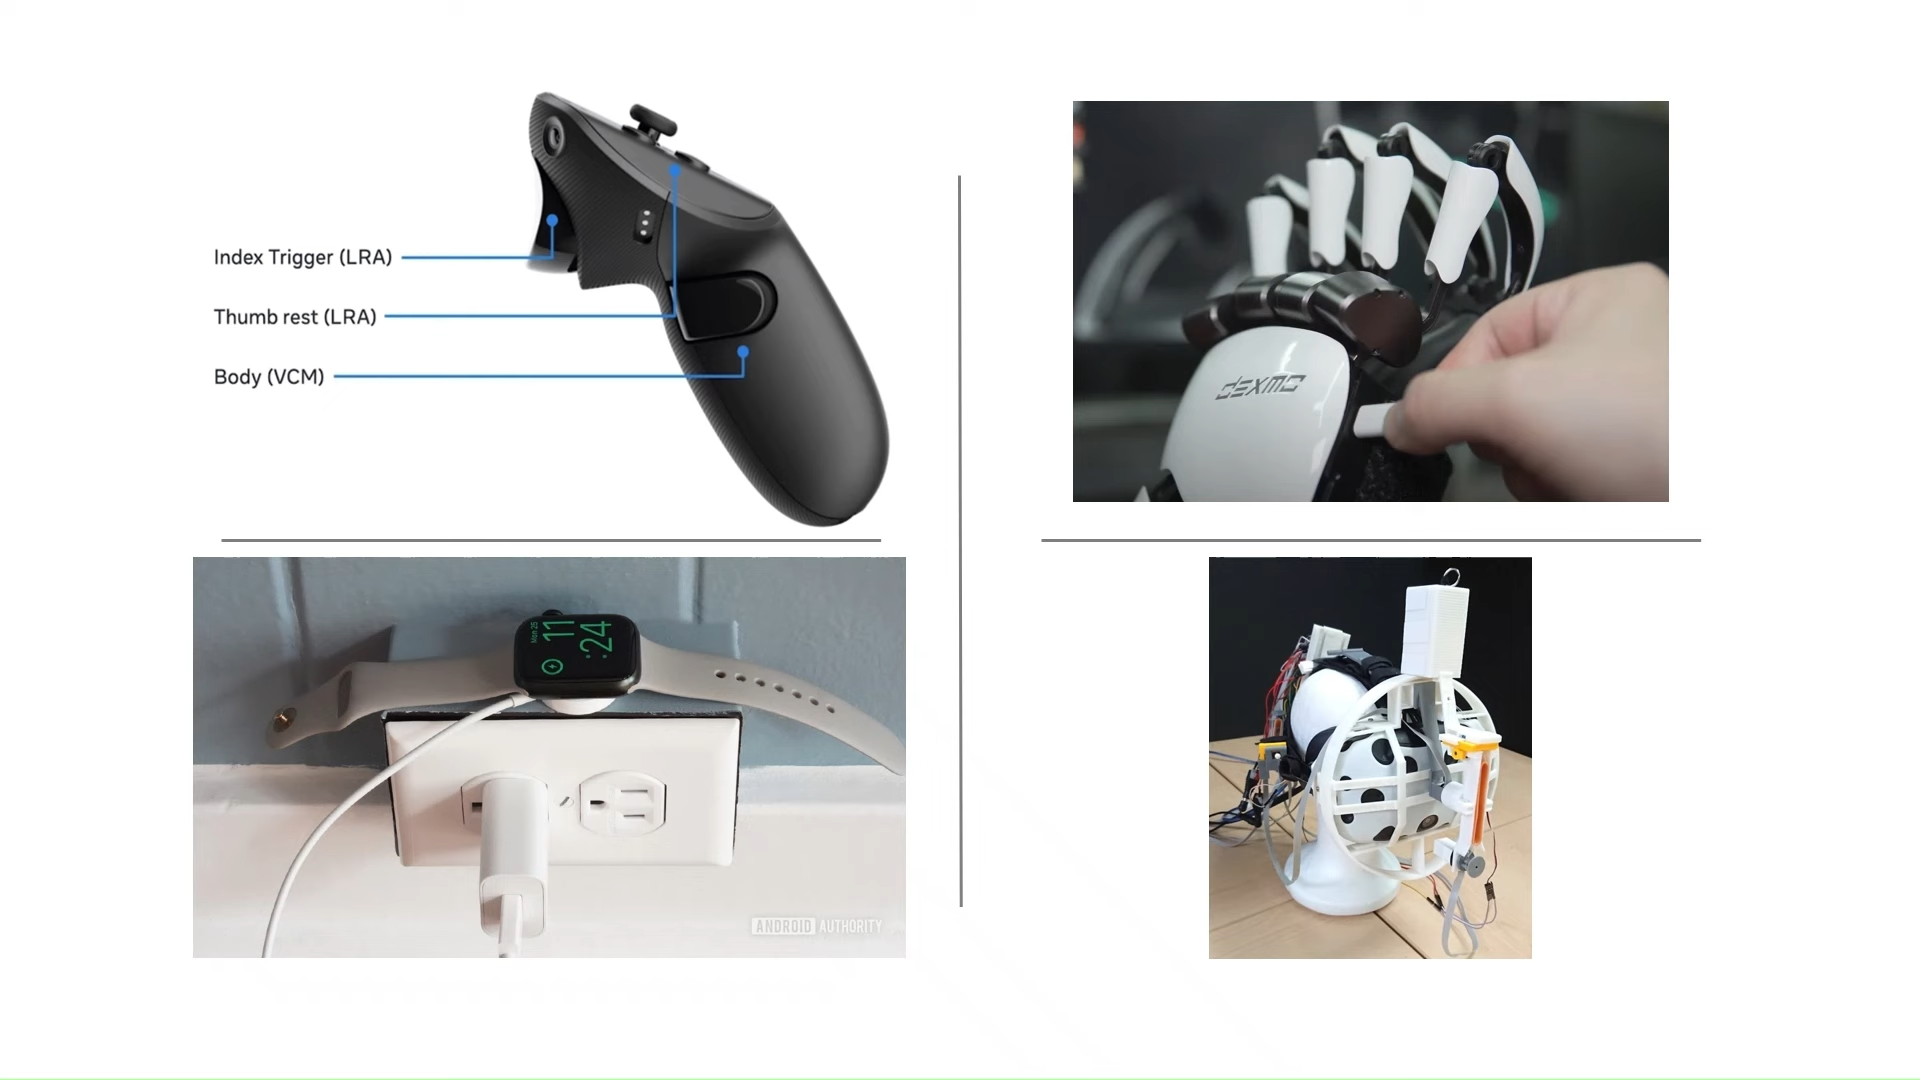 Index Trigger (LRA)
Thumb rest (LRA)
Body (VCM)
DEXMO
Mon 25
11
:24
ANDROID AUTHORITY